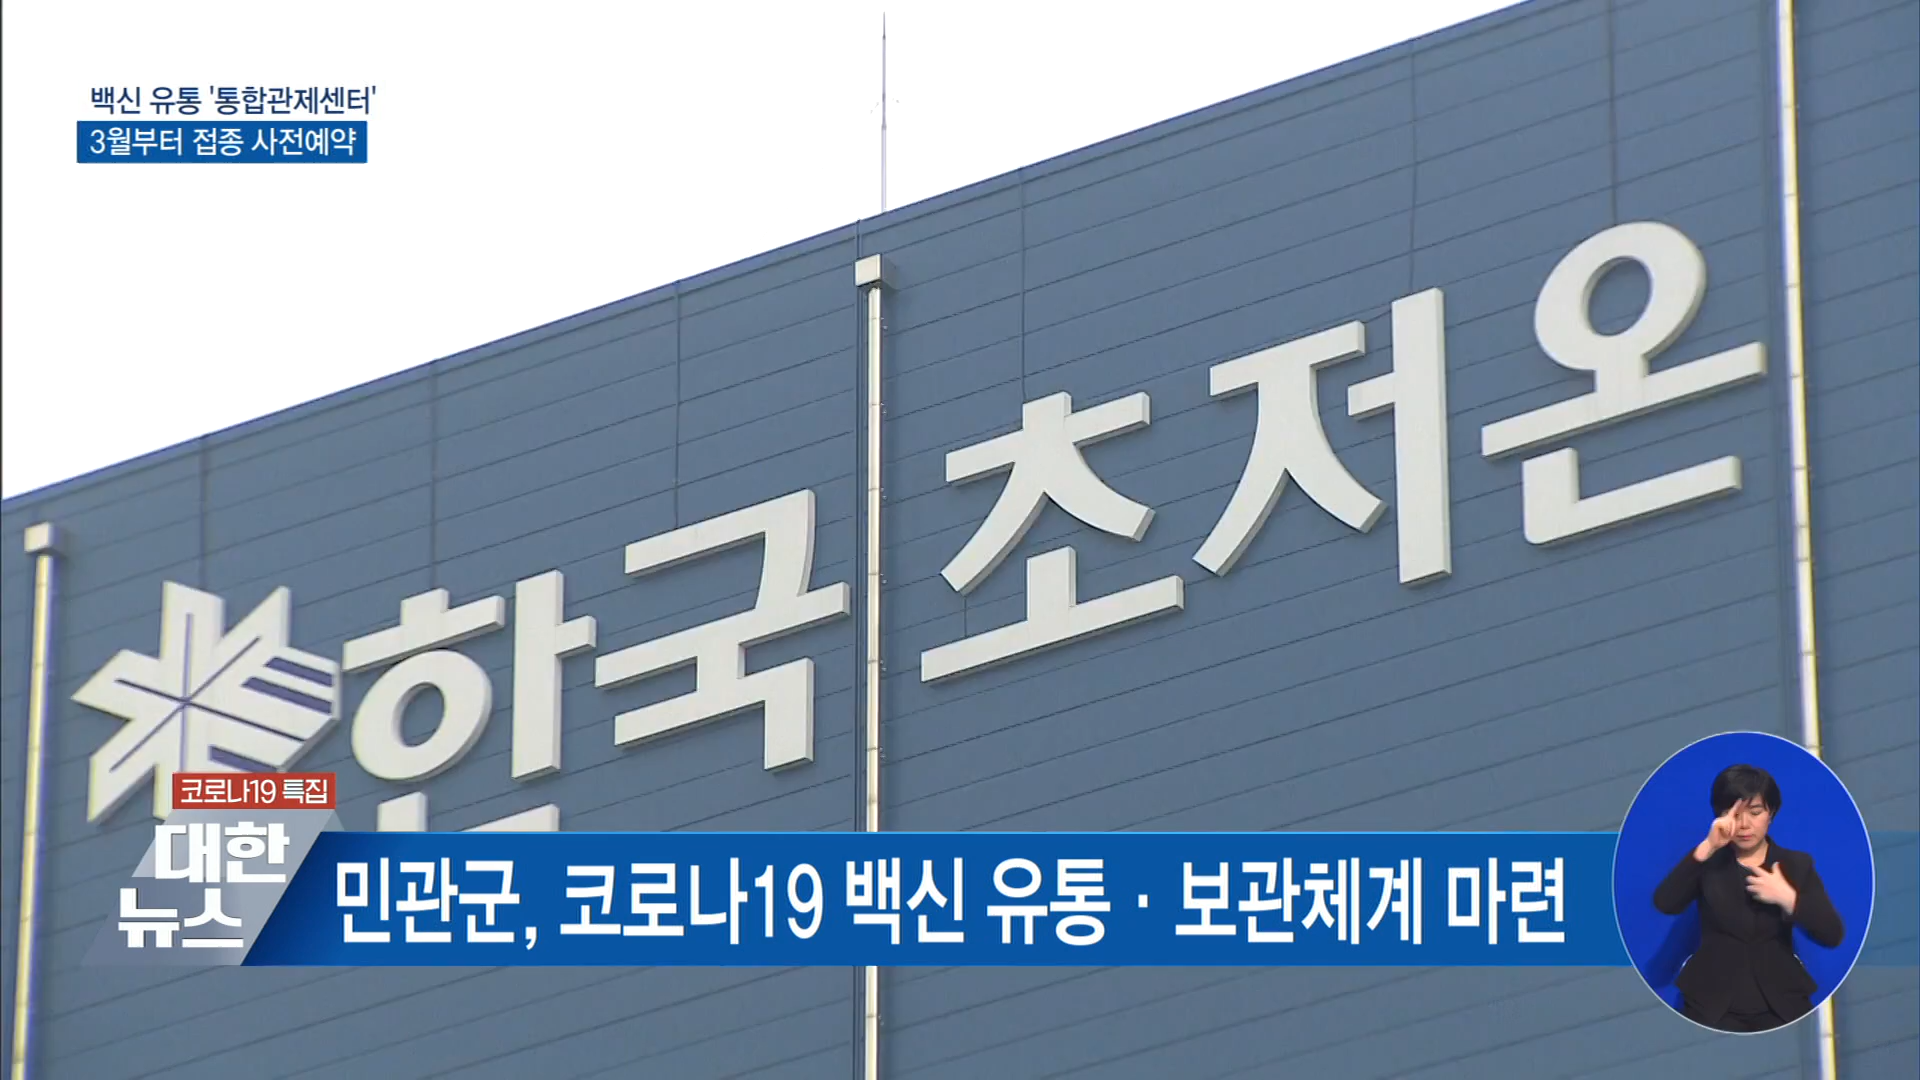 백신 유통 '통합관제센터'
3월부터 접종 사전예약
한국 초저온
코로나19 특집
대한
뉴스
민관군, 코로나19 백신 유통 · 보관체계 마련